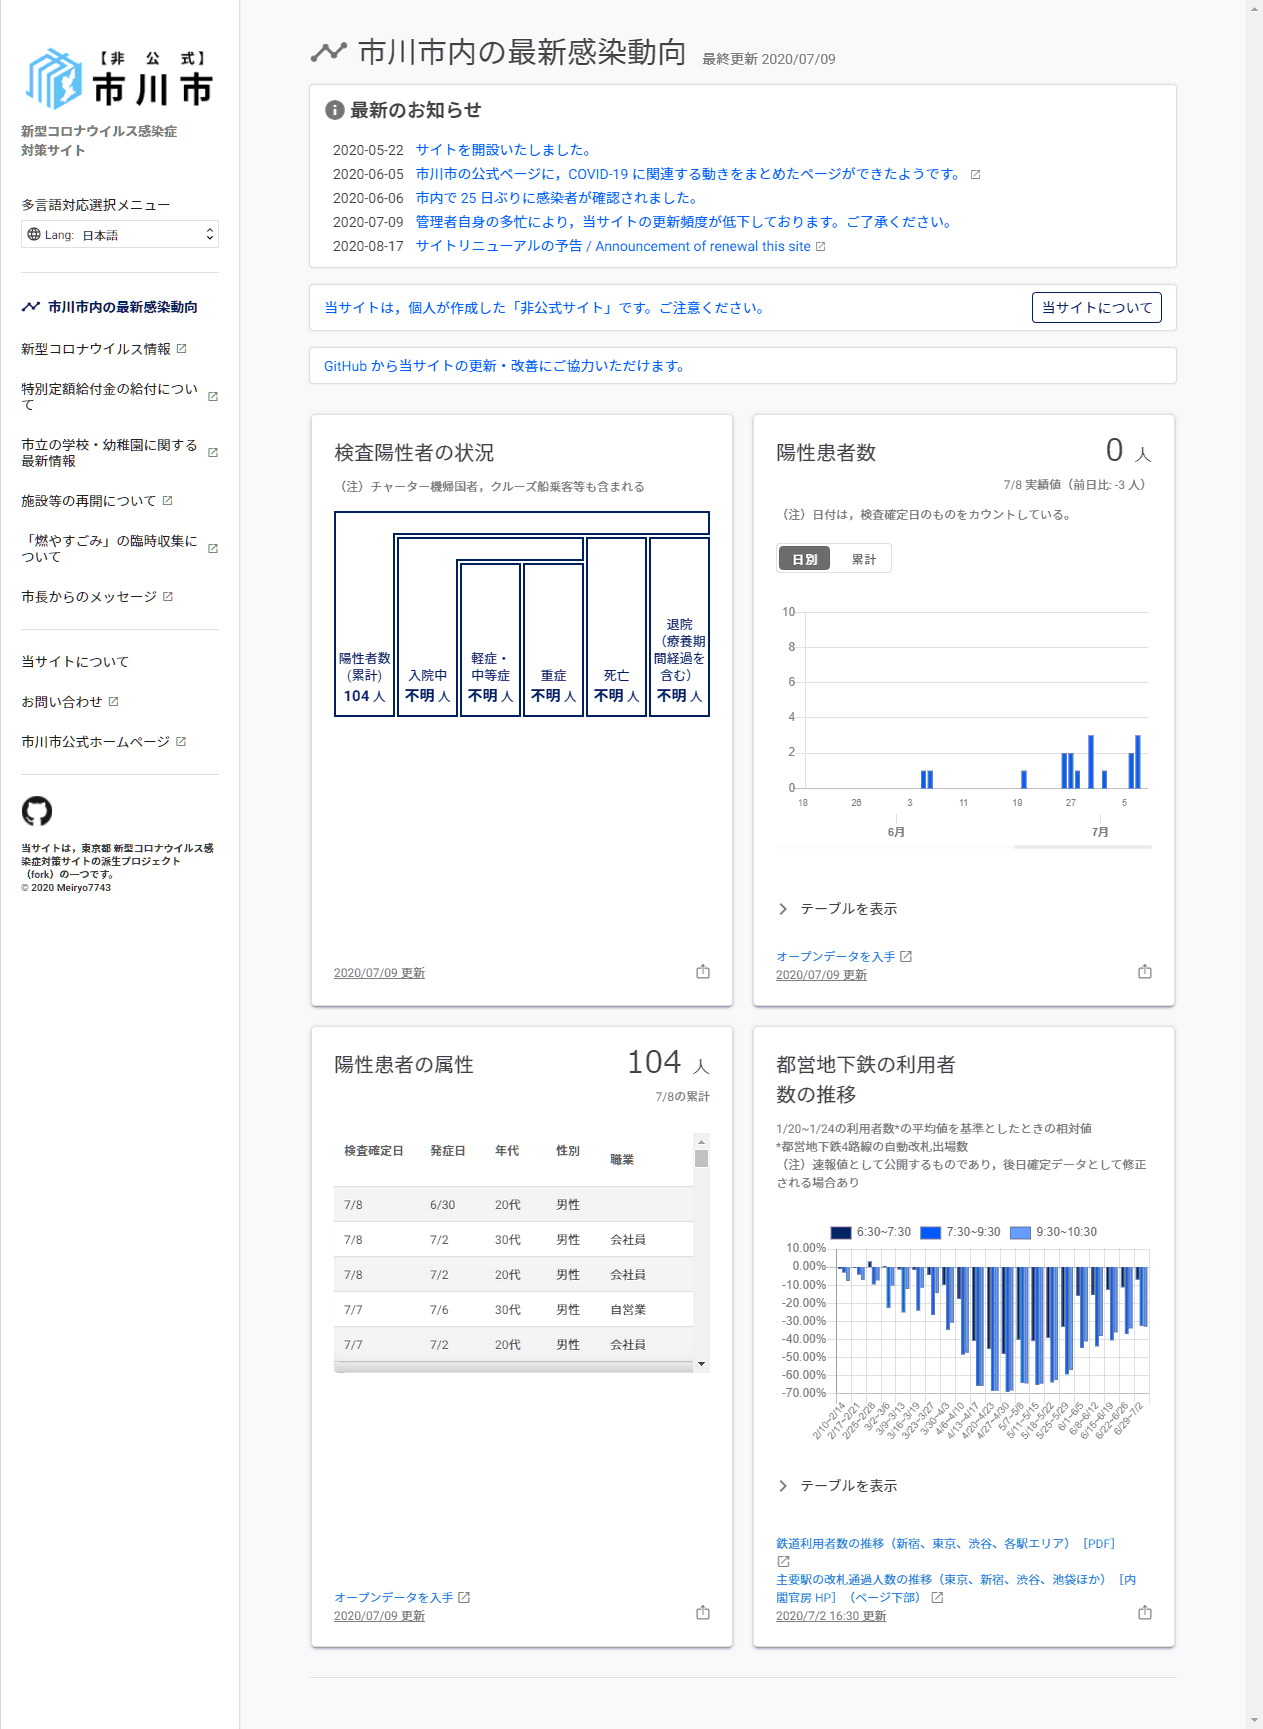 【非公式】
市川市
新型コロナウイルス感染症
対策サイト
多言語対応選択メニュー
Lang: 日本語
市川市内の最新感染動向
新型コロナウイルス情報
特別定額給付金の給付につい
て
市立の学校・幼稚園に関する
最新情報
施設等の再開について
「燃やすごみ」の臨時収集に
ついて
市長からのメッセージ
当サイトについて
お問い合わせ
市川市公式ホームページ
当サイトは，東京都 新型コロナウイルス感
染症対策サイトの派生プロジェクト
（fork）の一つです。
© 2020 Meiryo7743
市川市内の最新感染動向 最終更新 2020/07/09
最新のお知らせ
2020-05-22 サイトを開設いたしました。
2020-06-05 市川市の公式ページに，COVID-19 に関連する動きをまとめたページができたようです。
2020-06-06 市内で 25 日ぶりに感染者が確認されました。
2020-07-09 管理者自身の多忙により，当サイトの更新頻度が低下しております。ご了承ください。
2020-08-17 サイトリニューアルの予告 / Announcement of renewal this site
当サイトは，個人が作成した「非公式サイト」です。ご注意ください。 当サイトについて
GitHub から当サイトの更新・改善にご協力いただけます。
検査陽性者の状況
（注）チャーター機帰国者，クルーズ船乗客等も含まれる
陽性者数
(累計)
104 人
入院中
不明 人
軽症・
中等症
不明 人
重症
不明 人
死亡
不明 人
退院
（療養期
間経過を
含む）
不明 人
2020/07/09 更新
陽性患者数 0 人
7/8 実績値（前日比: -3 人）
（注）日付は，検査確定日のものをカウントしている。
日別 累計
10
8
6
4
2
0
18 26 3 11 19 27 5
6月 7月
テーブルを表示
オープンデータを入手
2020/07/09 更新
陽性患者の属性 104 人
7/8の累計
検査確定日 発症日 年代 性別 職業
7/8 6/30 20代 男性
7/8 7/2 30代 男性 会社員
7/8 7/2 20代 男性 会社員
7/7 7/6 30代 男性 自営業
7/7 7/2 20代 男性 会社員
オープンデータを入手
2020/07/09 更新
都営地下鉄の利用者
数の推移
1/20~1/24の利用者数*の平均値を基準としたときの相対値
*都営地下鉄4路線の自動改札出場数
（注）速報値として公開するものであり，後日確定データとして修正
される場合あり
6:30~7:30 7:30~9:30 9:30~10:30
10.00%
0.00%
-10.00%
-20.00%
-30.00%
-40.00%
-50.00%
-60.00%
-70.00%
2/10~2/14 2/17~2/21 2/25~2/28 3/2~3/6 3/9~3/13 3/16~3/19 3/23~3/27 3/30~4/3 4/6~4/10 4/13~4/17 4/20~4/23 4/27~4/30 5/7~5/8 5/11~5/15 5/18~5/22 5/25~5/29 6/1~6/5 6/8~6/12 6/15~6/19 6/22~6/26 6/29~7/2
テーブルを表示
鉄道利用者数の推移（新宿、東京、渋谷、各駅エリア）［PDF］
主要駅の改札通過人数の推移（東京、新宿、渋谷、池袋ほか）［内
閣官房 HP］（ページ下部）
2020/7/2 16:30 更新